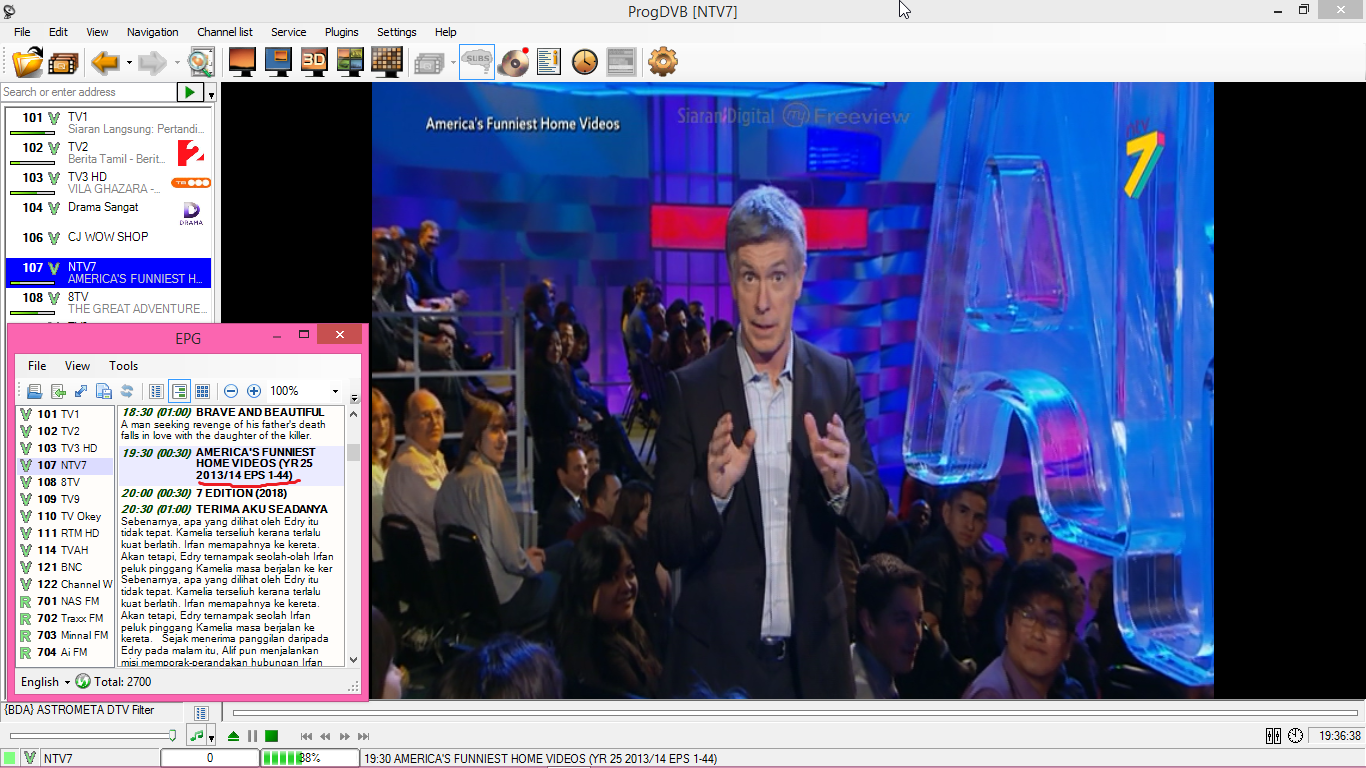 ProgDVB [NTV7]
File Edit View Navigation Channel list Service Plugins Settings Help
3D
SUBS
Search or enter address
101 TV1
Siaran Langsung: Pertandi...
102 TV2
Berita Tamil - Berit...
2
103 TV3 HD
VILA GHAZARA -...
104 Drama Sangat
DRAMA
106 CJ WOW SHOP
107 NTV7
AMERICA'S FUNNIEST H...
108 8TV
THE GREAT ADVENTURE...
America's Funniest Home Videos
Siaran Digital my Freeview
ntv
7
EPG
File View Tools
100%
101 TV1
102 TV2
103 TV3 HD
107 NTV7
108 8TV
109 TV9
110 TV Okey
111 RTM HD
114 TVAH
121 BNC
122 Channel W
701 NAS FM
702 Traxx FM
703 Minnal FM
704 Ai FM
18:30 (01:00) BRAVE AND BEAUTIFUL
A man seeking revenge of his father's death
falls in love with the daughter of the killer.
19:30 (00:30) AMERICA'S FUNNIEST
HOME VIDEOS (YR 25
2013/14 EPS 1-44)
20:00 (00:30) 7 EDITION (2018)
20:30 (01:00) TERIMA AKU SEADANYA
Sebenarnya, apa yang dilihat oleh Edry itu
tidak tepat. Kamelia terseliuh kerana terlalu
kuat berlatih. Irfan memapahnya ke kereta.
Akan tetapi, Edry ternampak seolah-olah Irfan
peluk pinggang Kamelia masa berjalan ke ker
Sebenarnya, apa yang dilihat oleh Edry itu
tidak tepat. Kamelia terseliuh kerana terlalu
kuat berlatih. Irfan memapahnya ke kereta.
Akan tetapi, Edry ternampak seolah Irfan
peluk pinggang Kamelia masa berjalan ke
kereta. Sejak menerima panggilan daripada
Edry pada malam itu, Alif pun menjalankan
misi memporak-perandakan hubungan Irfan
English Total: 2700
{BDA} ASTROMETA DTV Filter
19:36:38
NTV7
0
38%
19:30 AMERICA'S FUNNIEST HOME VIDEOS (YR 25 2013/14 EPS 1-44)